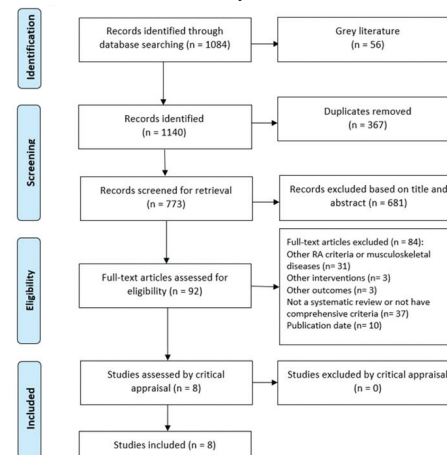 Identification
Records identified through
database searching (n = 1084)
Grey literature
(n = 56)
Screening
Records identified
(n = 1140)
Duplicates removed
(n = 367)
Records screened for retrieval
(n = 773)
Records excluded based on title and
abstract (n = 681)
Eligibility
Full-text articles assessed for
eligibility (n = 92)
Full-text articles excluded (n = 84):
Other RA criteria or musculoskeletal
diseases (n= 31)
Other interventions (n= 3)
Other outcomes (n= 3)
Not a systematic review or not have
comprehensive criteria (n= 37)
Publication date (n= 10)
Included
Studies assessed by critical
appraisal (n = 8)
Studies excluded by critical appraisal
(n = 0)
Studies included (n = 8)